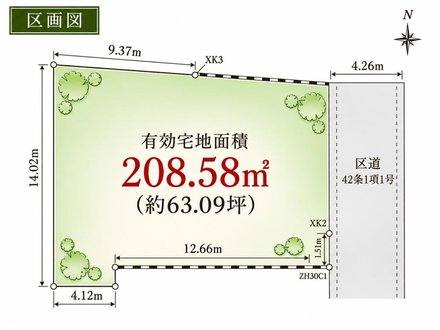 区画図
N
9.37m
XK3
4.26m
14.02m
有効宅地面積
208.58㎡
(約63.09坪)
区道
42条1項1号
XK2
1.51m
12.66m
ZH30C1
4.12m